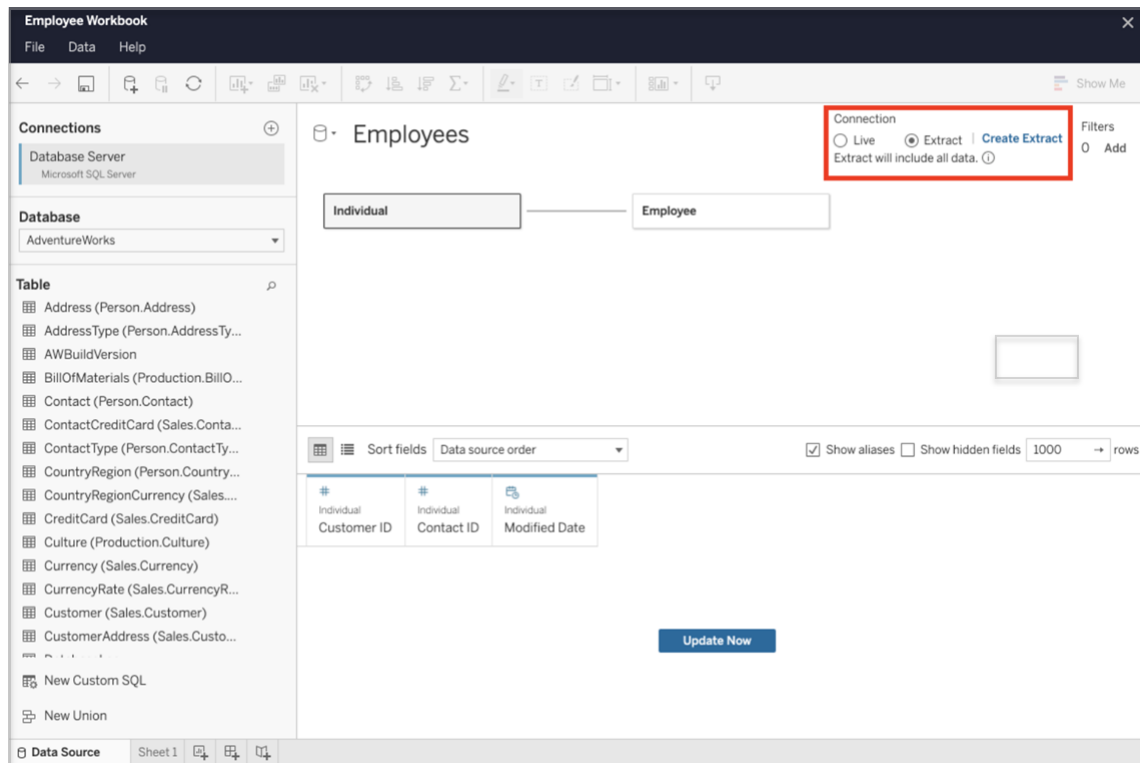 Employee Workbook
File Data Help
Show Me
Connections
Database Server
Microsoft SQL Server
Database
AdventureWorks
Table
Address (Person.Address)
AddressType (Person.AddressTy...
AWBuildVersion
BillOfMaterials (Production.BillO...
Contact (Person.Contact)
ContactCreditCard (Sales.Conta...
ContactType (Person.ContactTy...
CountryRegion (Person.Country...
CountryRegionCurrency (Sales....
CreditCard (Sales.CreditCard)
Culture (Production.Culture)
Currency (Sales.Currency)
CurrencyRate (Sales.CurrencyR...
Customer (Sales.Customer)
CustomerAddress (Sales.Custo...
New Custom SQL
New Union
Employees
Connection
Live Extract | Create Extract
Extract will include all data.
Filters
0 Add
Individual Employee
Sort fields Data source order Show aliases Show hidden fields 1000 → rows
# # 
Individual Individual Individual
Customer ID Contact ID Modified Date
Update Now
Data Source Sheet 1